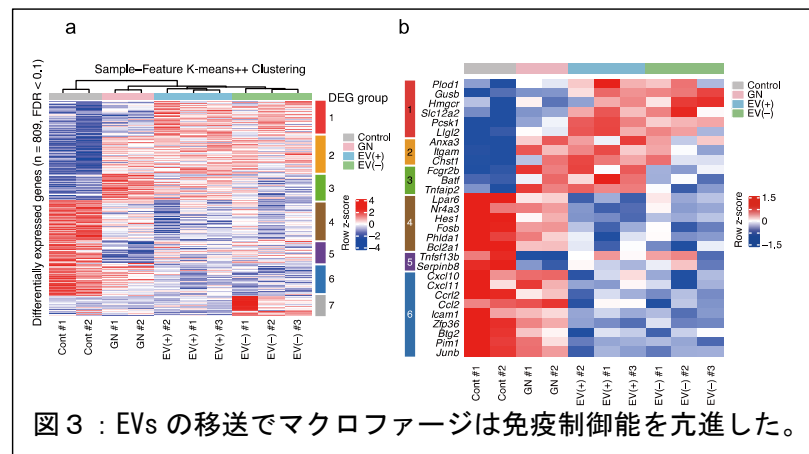 a
Sample-Feature K-means++ Clustering
Differentially expressed genes (n = 809, FDR < 0.1)
DEG group
1
2
3
4
5
6
7
Control
GN
EV(+)
EV(−)
Row z-score
4
2
0
−2
−4
Cont #1
Cont #2
GN #1
GN #2
EV(+) #2
EV(+) #1
EV(+) #3
EV(−) #1
EV(−) #2
EV(−) #3
b
1
2
3
4
5
6
Plod1
Gusb
Hmgcr
Slc12a2
Pcsk1
Llgl2
Anxa3
Itgam
Chst1
Fcgr2b
Batf
Tnfaip2
Lpar6
Nr4a3
Hes1
Fosb
Phlda1
Bcl2a1
Tnfsf13b
Serpinb8
Cxcl10
Cxcl11
Ccrl2
Ccl2
Icam1
Zfp36
Btg2
Pim1
Junb
Control
GN
EV(+)
EV(−)
Row z-score
1.5
0
−1.5
Cont #1
Cont #2
GN #1
GN #2
EV(+) #2
EV(+) #1
EV(+) #3
EV(−) #1
EV(−) #2
EV(−) #3
図３：EVs の移送でマクロファージは免疫制御能を亢進した。